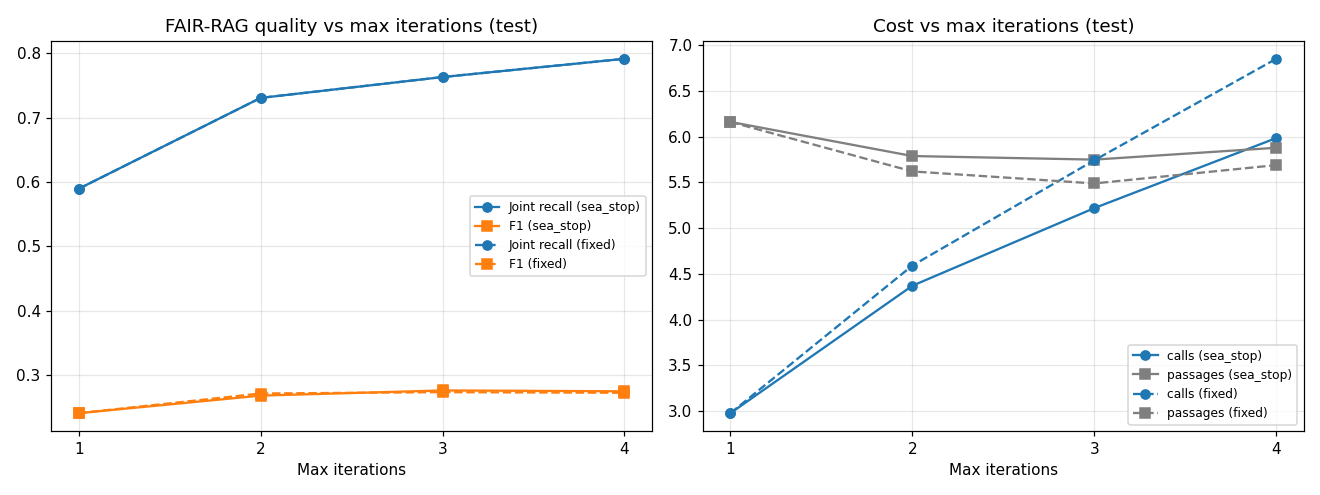 FAIR-RAG quality vs max iterations (test)
0.8
0.7
0.6
0.5
0.4
0.3
Joint recall (sea_stop)
F1 (sea_stop)
Joint recall (fixed)
F1 (fixed)
1 2 3 4
Max iterations
Cost vs max iterations (test)
7.0
6.5
6.0
5.5
5.0
4.5
4.0
3.5
3.0
calls (sea_stop)
passages (sea_stop)
calls (fixed)
passages (fixed)
1 2 3 4
Max iterations